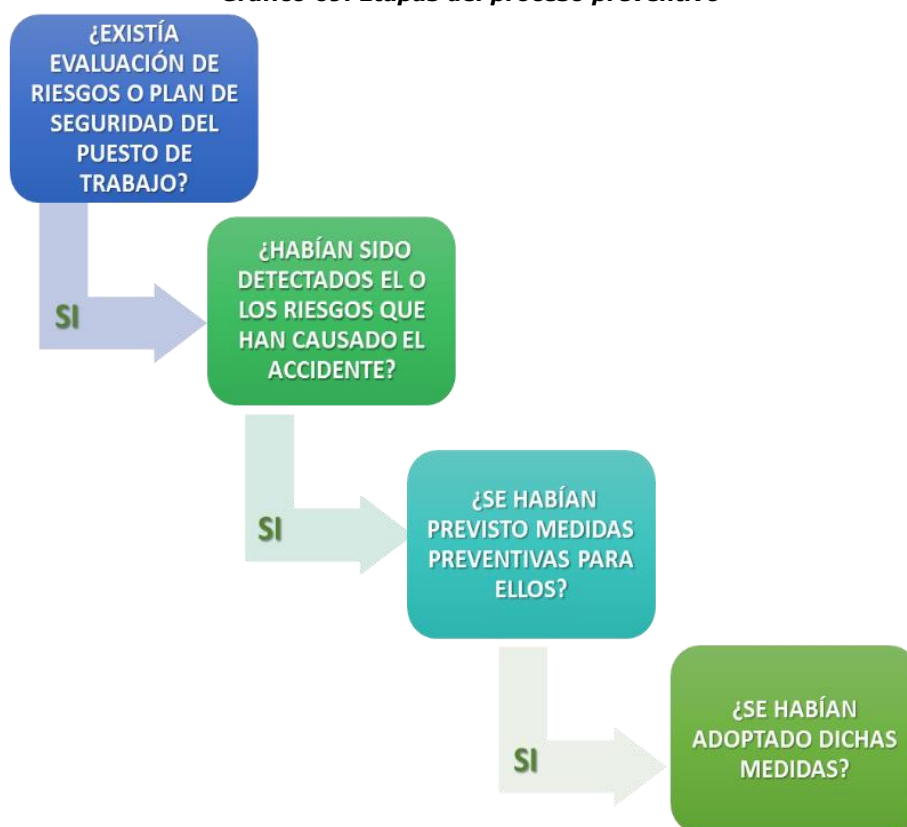 ¿EXISTÍA
EVALUACIÓN DE
RIESGOS O PLAN DE
SEGURIDAD DEL
PUESTO DE
TRABAJO?
SI
¿HABÍAN SIDO
DETECTADOS EL O
LOS RIESGOS QUE
HAN CAUSADO EL
ACCIDENTE?
SI
¿SE HABÍAN
PREVISTO MEDIDAS
PREVENTIVAS PARA
ELLOS?
SI
¿SE HABÍAN
ADOPTADO DICHAS
MEDIDAS?